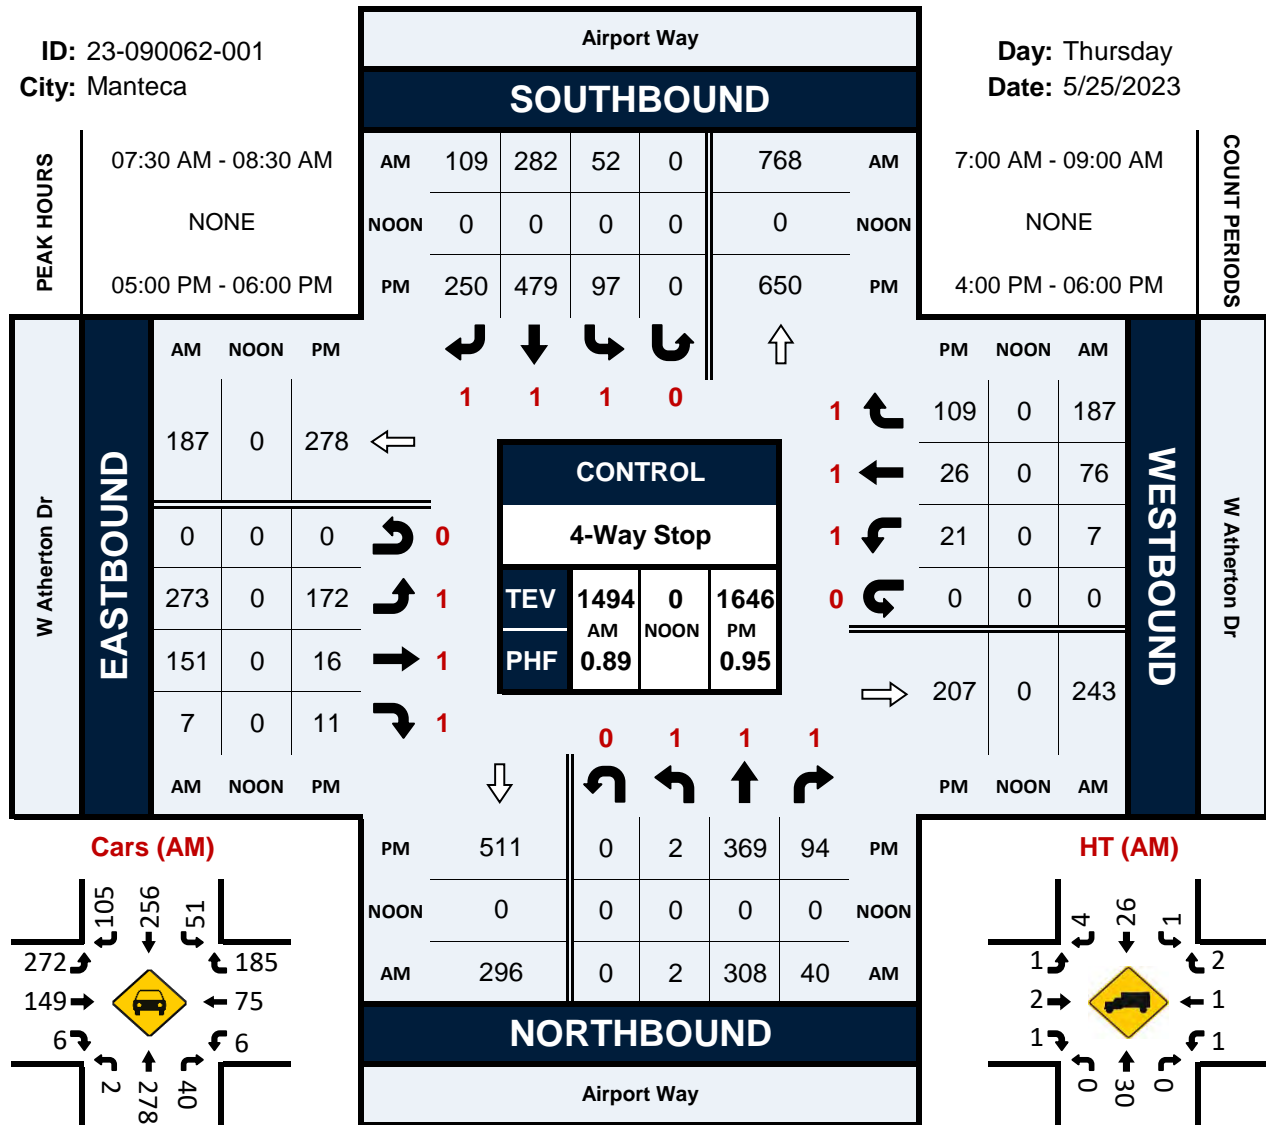 Airport Way
ID: 23-090062-001
City: Manteca
Day: Thursday
Date: 5/25/2023
SOUTHBOUND
PEAK HOURS
07:30 AM - 08:30 AM
NONE
05:00 PM - 06:00 PM
AM 109 282 52 0 768 AM
NOON 0 0 0 0 0 NOON
PM 250 479 97 0 650 PM
7:00 AM - 09:00 AM
NONE
4:00 PM - 06:00 PM
COUNT PERIODS
1 1 1 0
W Atherton Dr
EASTBOUND
AM NOON PM
187 0 278
0 0 0 0
273 0 172 1
151 0 16 1
7 0 11 1
AM NOON PM
CONTROL
4-Way Stop
TEV 1494 0 1646
AM NOON PM
PHF 0.89 0.95
PM NOON AM
1 109 0 187
1 26 0 76
1 21 0 7
0 0 0 0
207 0 243
PM NOON AM
WESTBOUND
W Atherton Dr
0 1 1 1
PM 511 0 2 369 94 PM
NOON 0 0 0 0 0 NOON
AM 296 0 2 308 40 AM
NORTHBOUND
Airport Way
Cars (AM)
105 256 51
272 185
149 75
6 6
2 278 40
HT (AM)
4 26 1
1 2
2 1
1 1
0 30 0